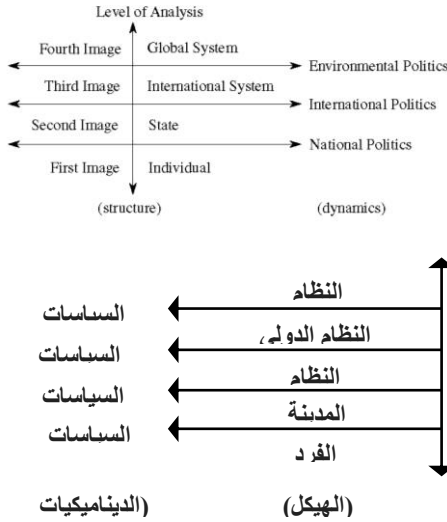 Level of Analysis
Fourth Image Global System
Environmental Politics
Third Image International System
International Politics
Second Image State
National Politics
First Image Individual
(structure) (dynamics)
النظام
السياسات
النظام الدولي
السياسات
النظام
السياسات
المدينة
السياسات
الفرد
(الهيكل) (الديناميكيات